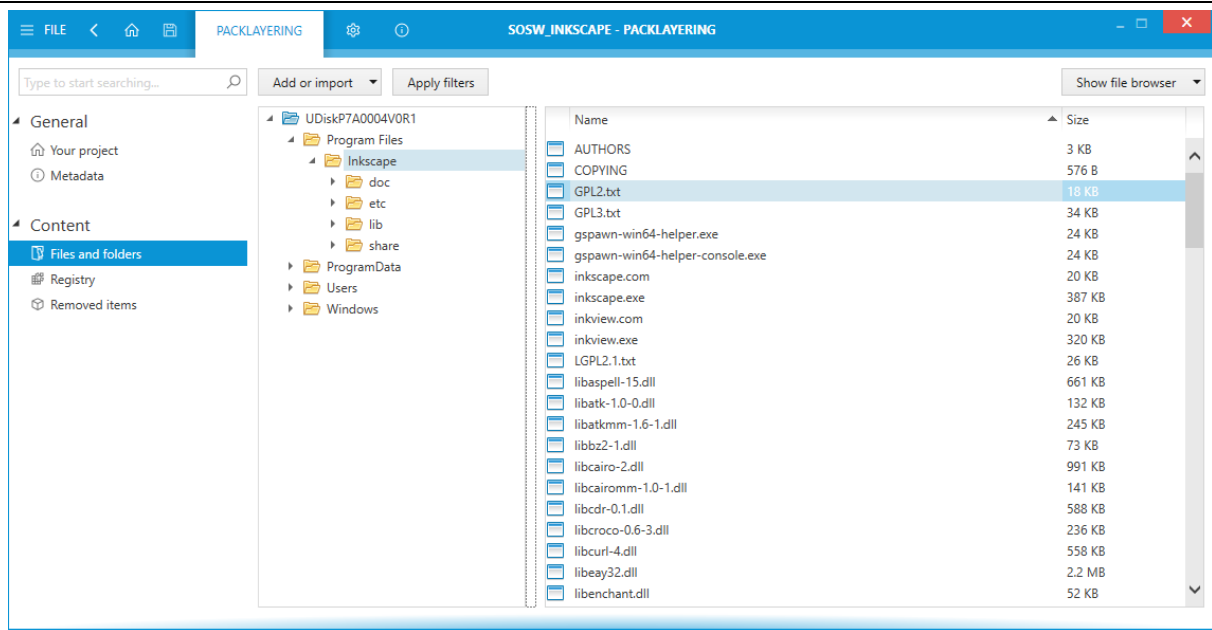 FILE PACKLAYERING SOSW_INKSCAPE - PACKLAYERING
Type to start searching...
Add or import Apply filters Show file browser
General
Your project
Metadata
Content
Files and folders
Registry
Removed items
UDiskP7A0004V0R1
Program Files
Inkscape
doc
etc
lib
share
ProgramData
Users
Windows
Name Size
AUTHORS 3 KB
COPYING 576 B
GPL2.txt 18 KB
GPL3.txt 34 KB
gspawn-win64-helper.exe 24 KB
gspawn-win64-helper-console.exe 24 KB
inkscape.com 20 KB
inkscape.exe 387 KB
inkview.com 20 KB
inkview.exe 320 KB
LGPL2.1.txt 26 KB
libaspell-15.dll 661 KB
libatk-1.0-0.dll 132 KB
libatkmm-1.6-1.dll 245 KB
libbz2-1.dll 73 KB
libcairo-2.dll 991 KB
libcairomm-1.0-1.dll 141 KB
libcdr-0.1.dll 588 KB
libcroco-0.6-3.dll 236 KB
libcurl-4.dll 558 KB
libeay32.dll 2.2 MB
libenchant.dll 52 KB